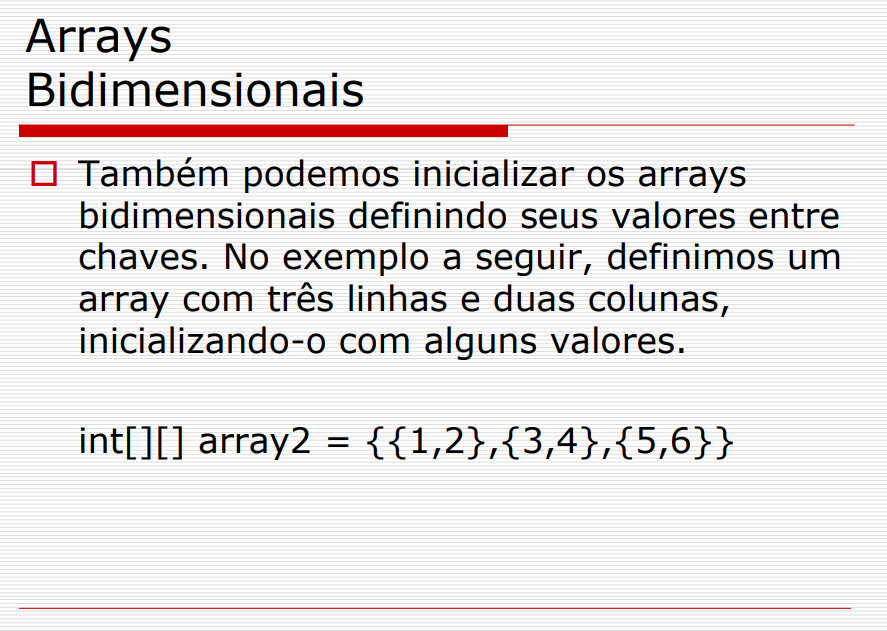 Arrays
Bidimensionais
Também podemos inicializar os arrays
bidimensionais definindo seus valores entre
chaves. No exemplo a seguir, definimos um
array com três linhas e duas colunas,
inicializando-o com alguns valores.
int[][] array2 = {{1,2},{3,4},{5,6}}